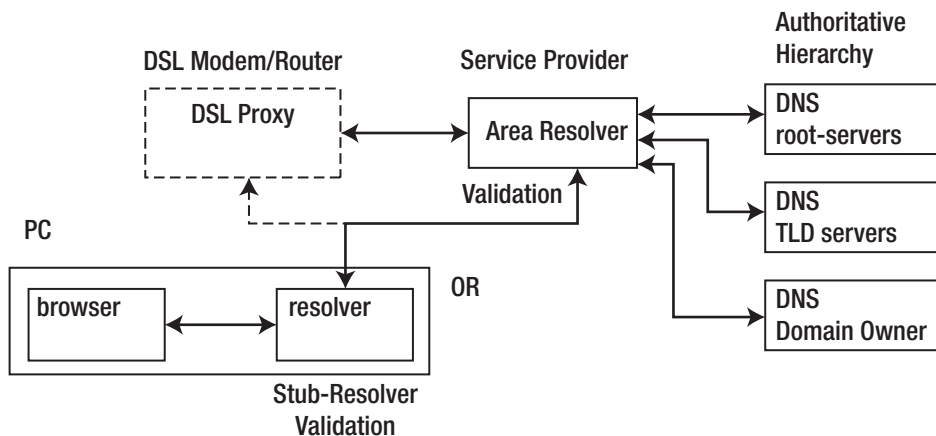 Authoritative
Hierarchy
DSL Modem/Router
Service Provider
DSL Proxy
Area Resolver
DNS
root-servers
Validation
DNS
TLD servers
PC
OR
browser
resolver
DNS
Domain Owner
Stub-Resolver
Validation